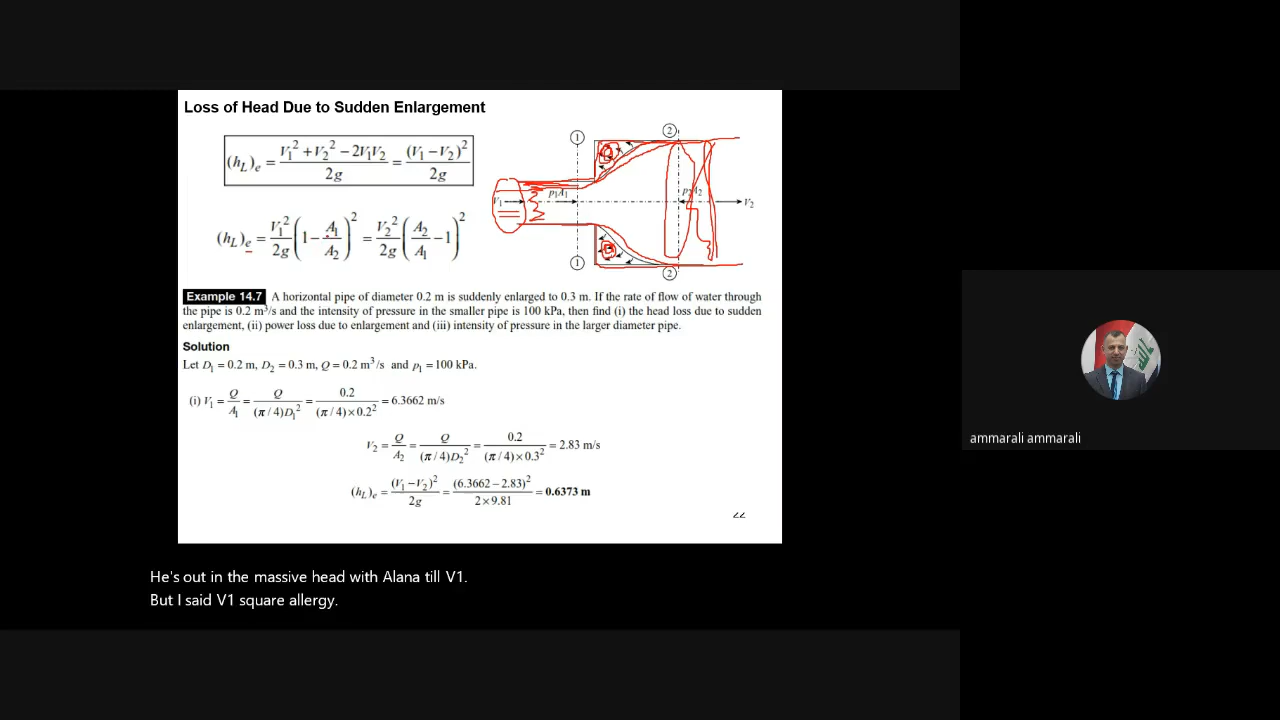 Loss of Head Due to Sudden Enlargement
(h_L)_e = (V₁² + V₂² − 2V₁V₂) / 2g = (V₁ − V₂)² / 2g
(h_L)_e = V₁²/2g (1 − A₁/A₂)² = V₂²/2g (A₂/A₁ − 1)²
1
2
V₁
p₁A₁
p₂A₂
V₂
1
2
Example 14.7 A horizontal pipe of diameter 0.2 m is suddenly enlarged to 0.3 m. If the rate of flow of water through
the pipe is 0.2 m³/s and the intensity of pressure in the smaller pipe is 100 kPa, then find (i) the head loss due to sudden
enlargement, (ii) power loss due to enlargement and (iii) intensity of pressure in the larger diameter pipe.
Solution
Let D₁ = 0.2 m, D₂ = 0.3 m, Q = 0.2 m³/s and p₁ = 100 kPa.
(i) V₁ = Q/A₁ = Q/((π/4)D₁²) = 0.2/((π/4)×0.2²) = 6.3662 m/s
V₂ = Q/A₂ = Q/((π/4)D₂²) = 0.2/((π/4)×0.3²) = 2.83 m/s
(h_L)_e = (V₁ − V₂)²/2g = (6.3662 − 2.83)²/(2×9.81) = 0.6373 m
He's out in the massive head with Alana till V1.
But I said V1 square allergy.
ammarali ammarali